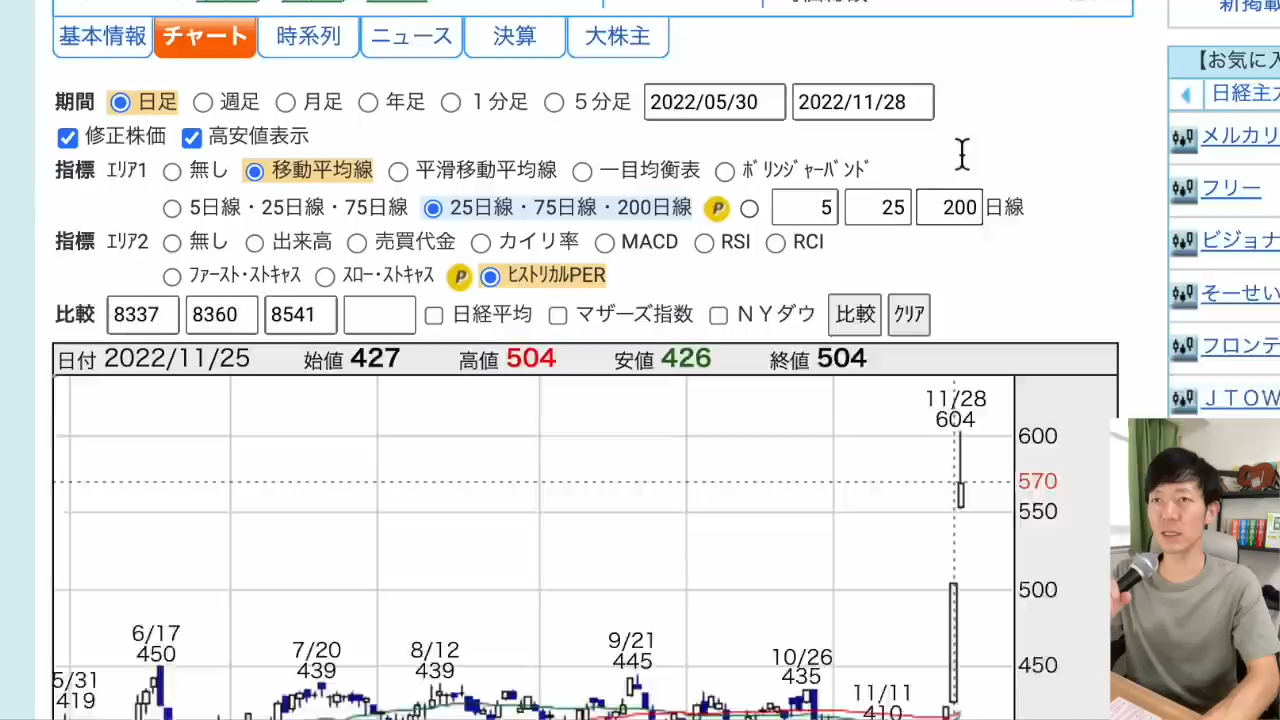 基本情報 チャート 時系列 ニュース 決算 大株主
期間 日足 週足 月足 年足 1分足 5分足 2022/05/30 2022/11/28
修正株価 高安値表示
指標 エリア1 無し 移動平均線 平滑移動平均線 一目均衡表 ボリンジャーバンド
5日線・25日線・75日線 25日線・75日線・200日線 P 5 25 200 日線
指標 エリア2 無し 出来高 売買代金 カイリ率 MACD RSI RCI
ファースト・ストキャス スロー・ストキャス P ヒストリカルPER
比較 8337 8360 8541 日経平均 マザーズ指数 NYダウ 比較 クリア
日付 2022/11/25 始値 427 高値 504 安値 426 終値 504
11/28
604
600
570
550
500
6/17
450
7/20
439
8/12
439
9/21
445
10/26
435
450
5/31
419
11/11
410
【お気に入
日経主力
メルカリ
フリー
ビジョナ
そーせい
フロンテ
JTOW